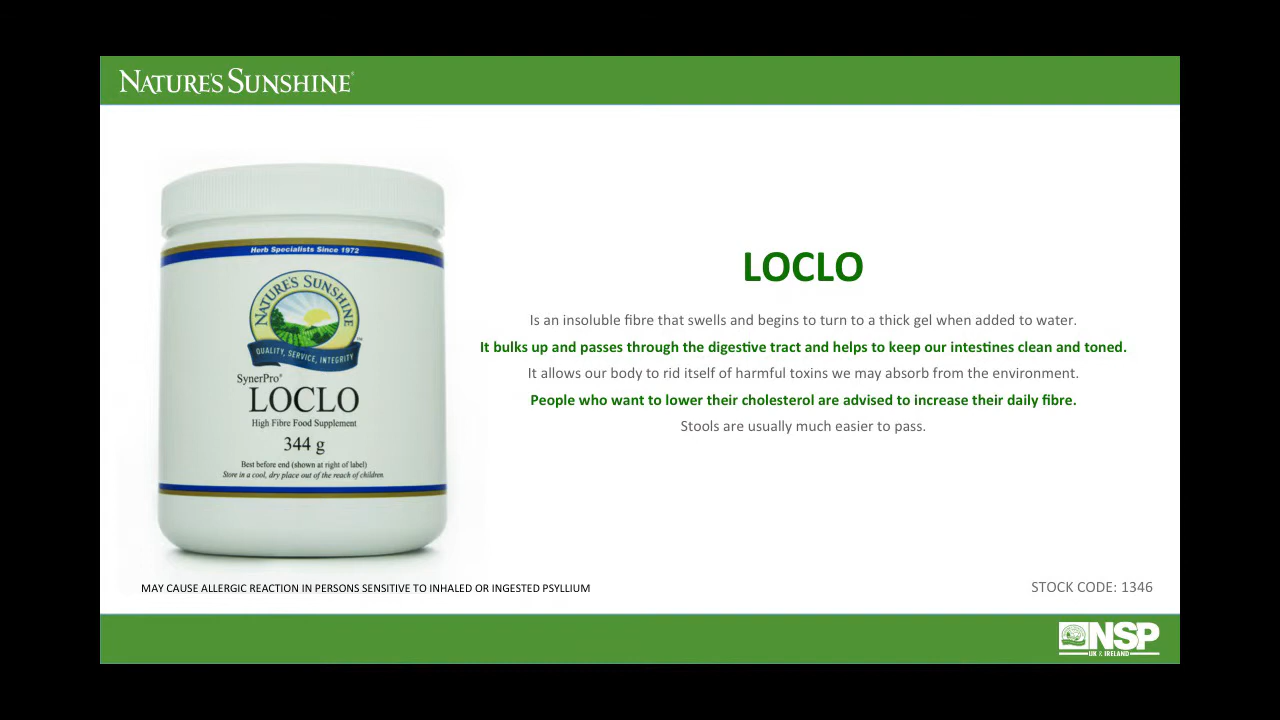 NATURE'S SUNSHINE®
Herb Specialists Since 1972
NATURE'S SUNSHINE
QUALITY, SERVICE, INTEGRITY
SynerPro®
LOCLO
High Fibre Food Supplement
344 g
Best before end (shown at right of label)
Store in a cool, dry place out of the reach of children.
LOCLO
Is an insoluble fibre that swells and begins to turn to a thick gel when added to water.
It bulks up and passes through the digestive tract and helps to keep our intestines clean and toned.
It allows our body to rid itself of harmful toxins we may absorb from the environment.
People who want to lower their cholesterol are advised to increase their daily fibre.
Stools are usually much easier to pass.
MAY CAUSE ALLERGIC REACTION IN PERSONS SENSITIVE TO INHALED OR INGESTED PSYLLIUM
STOCK CODE: 1346
NSP
UK & IRELAND